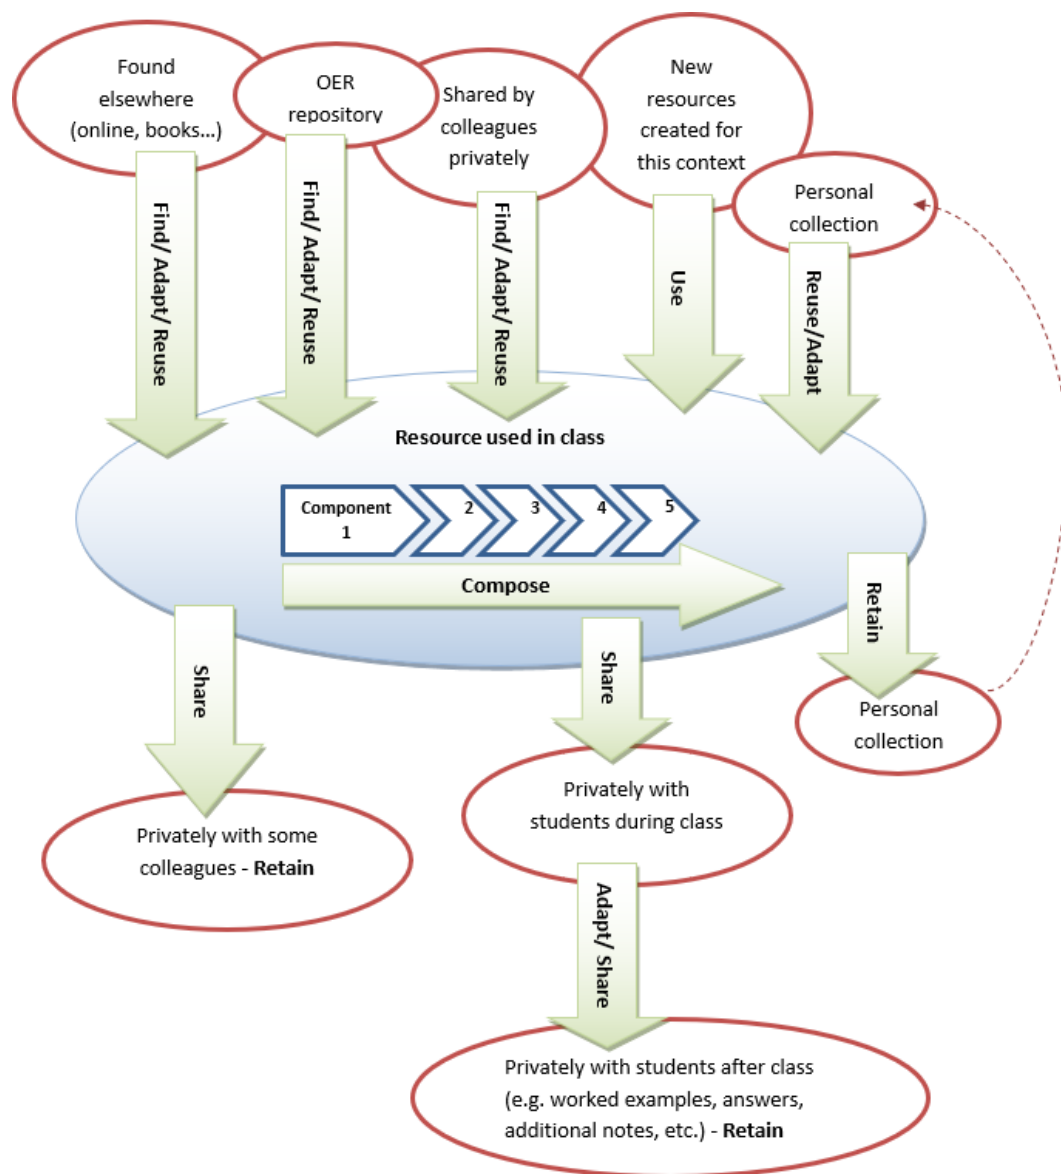 Found
elsewhere
(online, books...)
OER
repository
Shared by
colleagues
privately
New
resources
created for
this context
Personal
collection
Find/ Adapt/ Reuse
Find/ Adapt/ Reuse
Find/ Adapt/ Reuse
Use
Reuse/Adapt
Resource used in class
Component
1
2
3
4
5
Compose
Share
Share
Retain
Personal
collection
Privately with some
colleagues - Retain
Privately with
students during class
Adapt/ Share
Privately with students after class
(e.g. worked examples, answers,
additional notes, etc.) - Retain